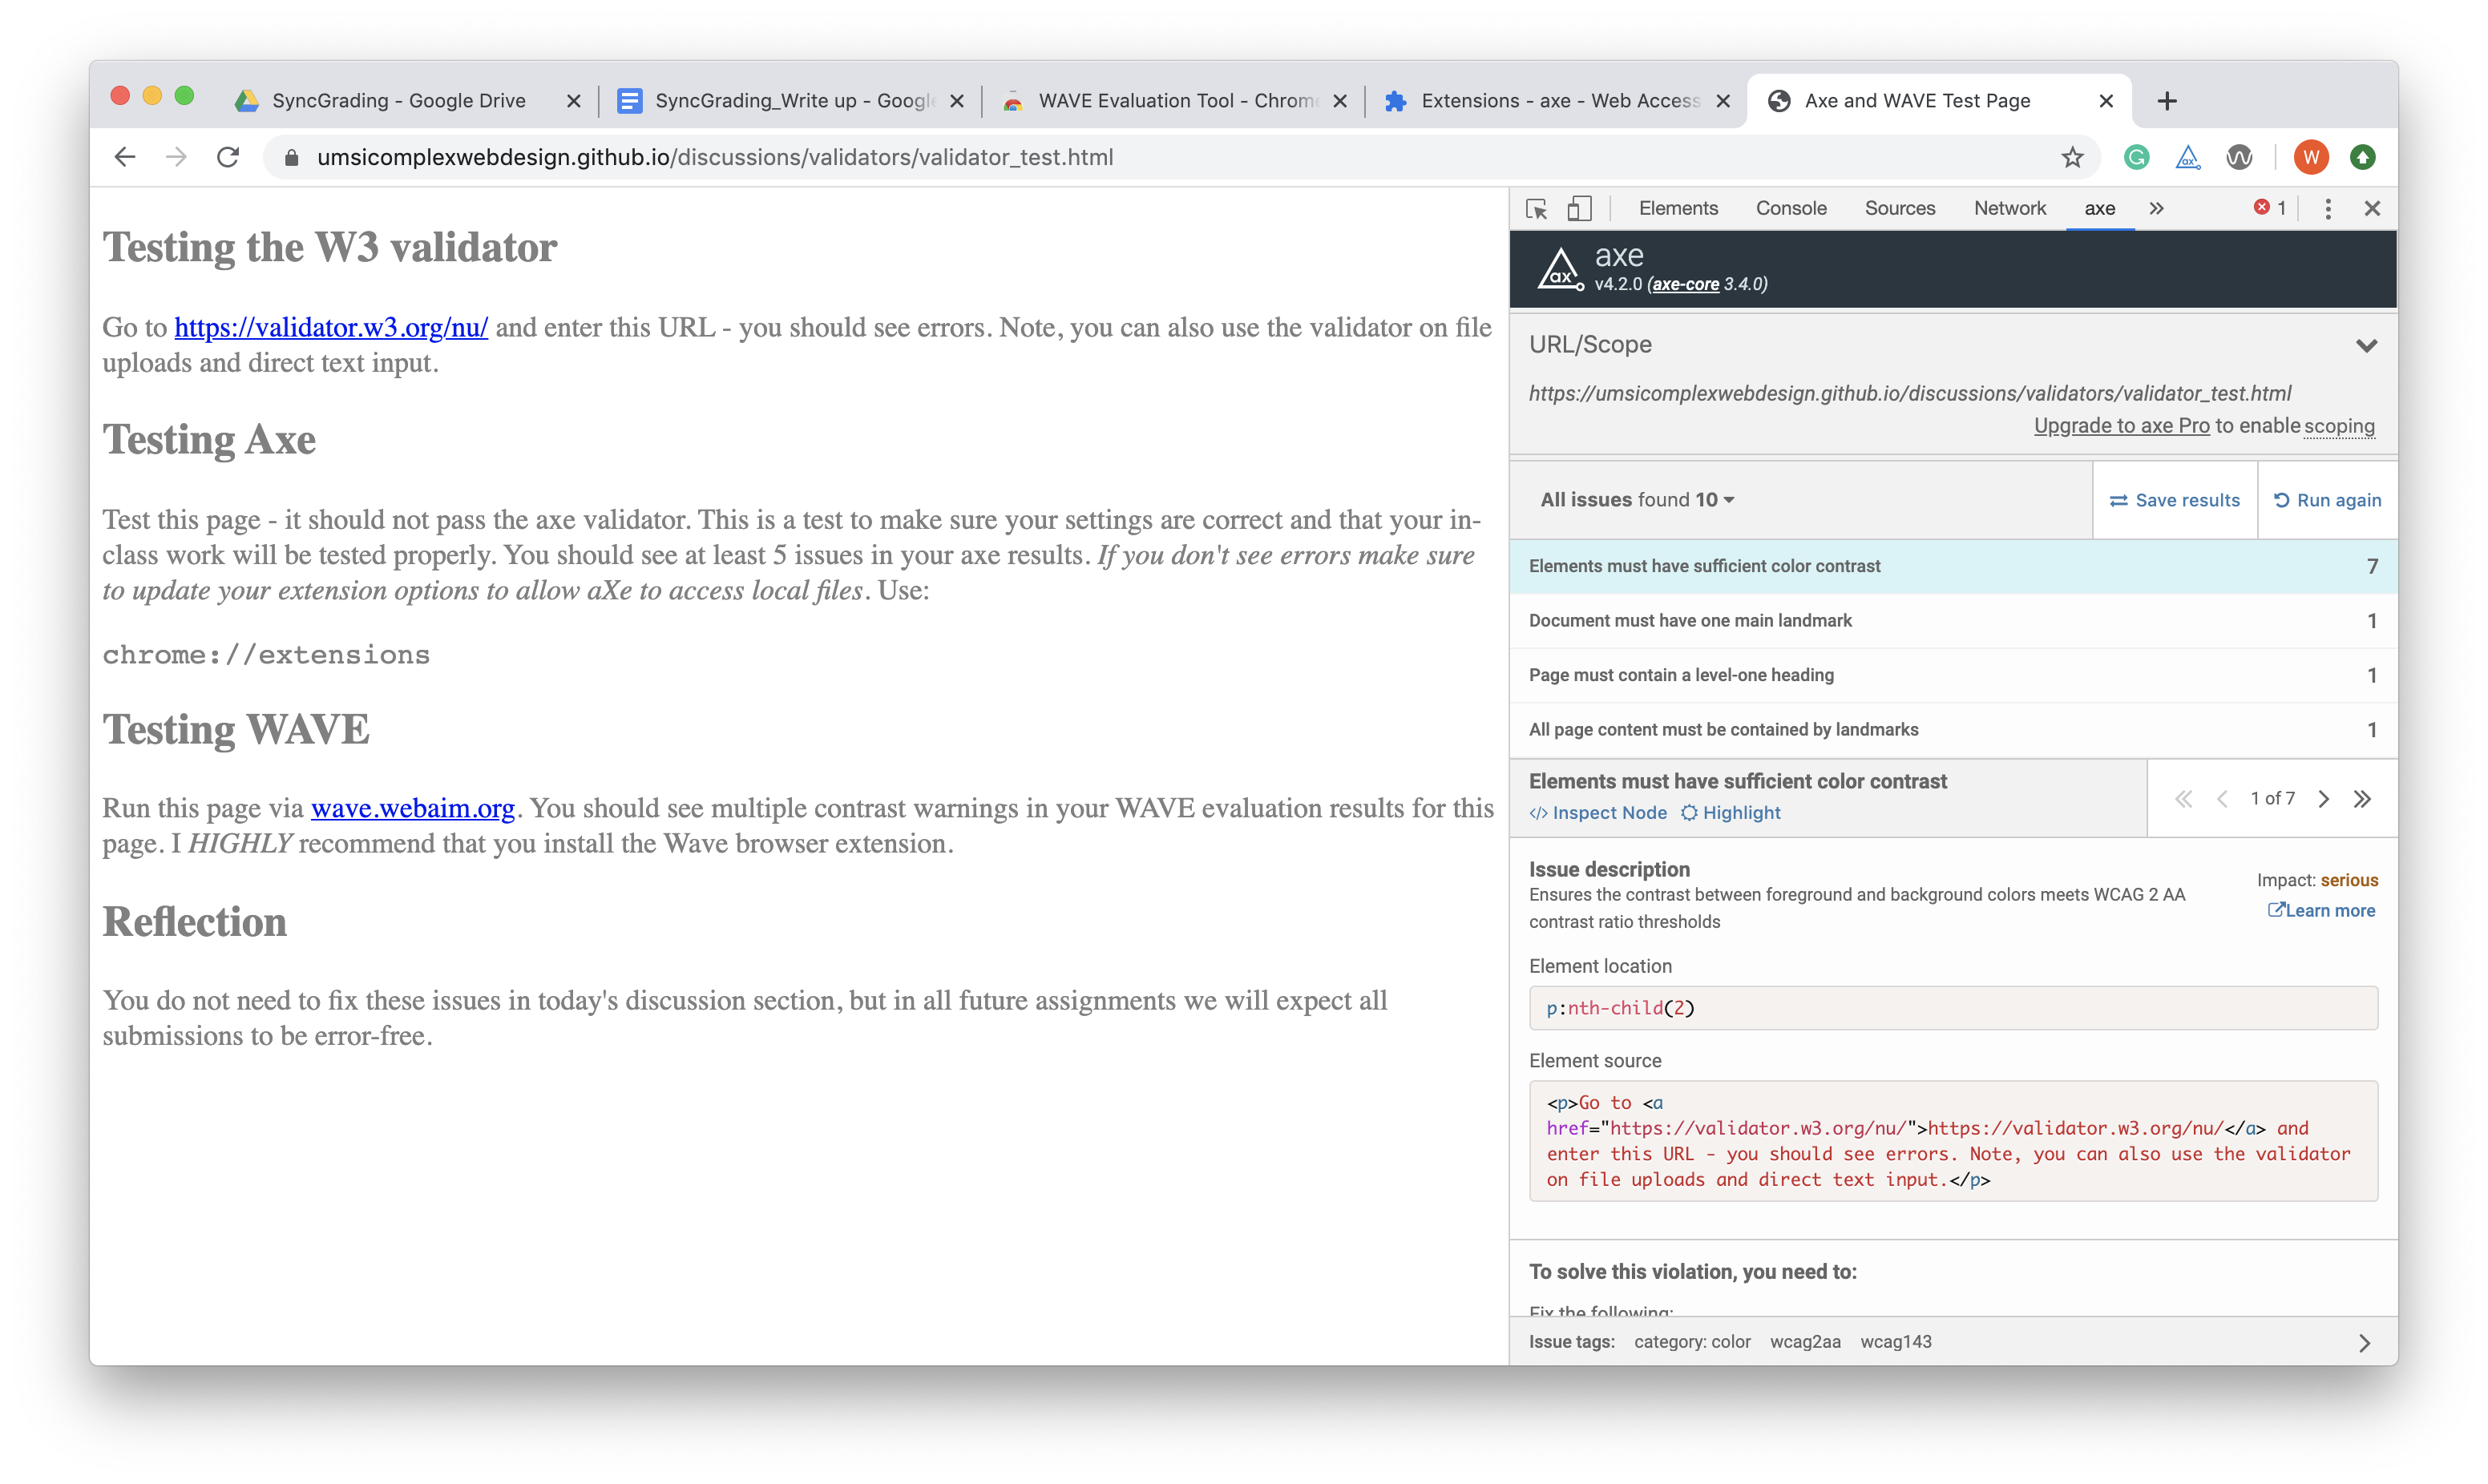 SyncGrading - Google Drive
SyncGrading_Write up - Google
WAVE Evaluation Tool - Chrome
Extensions - axe - Web Access
Axe and WAVE Test Page
umsicomplexwebdesign.github.io/discussions/validators/validator_test.html
W
Testing the W3 validator
Go to https://validator.w3.org/nu/ and enter this URL - you should see errors. Note, you can also use the validator on file
uploads and direct text input.
Testing Axe
Test this page - it should not pass the axe validator. This is a test to make sure your settings are correct and that your in-
class work will be tested properly. You should see at least 5 issues in your axe results. If you don't see errors make sure
to update your extension options to allow aXe to access local files. Use:
chrome://extensions
Testing WAVE
Run this page via wave.webaim.org. You should see multiple contrast warnings in your WAVE evaluation results for this
page. I HIGHLY recommend that you install the Wave browser extension.
Reflection
You do not need to fix these issues in today's discussion section, but in all future assignments we will expect all
submissions to be error-free.
Elements Console Sources Network axe 1
ax axe
v4.2.0 (axe-core 3.4.0)
URL/Scope
https://umsicomplexwebdesign.github.io/discussions/validators/validator_test.html
Upgrade to axe Pro to enable scoping
All issues found 10 Save results Run again
Elements must have sufficient color contrast 7
Document must have one main landmark 1
Page must contain a level-one heading 1
All page content must be contained by landmarks 1
Elements must have sufficient color contrast
</> Inspect Node Highlight
1 of 7
Issue description
Ensures the contrast between foreground and background colors meets WCAG 2 AA
contrast ratio thresholds
Impact: serious
Learn more
Element location
p:nth-child(2)
Element source
<p>Go to <a
href="https://validator.w3.org/nu/">https://validator.w3.org/nu/</a> and
enter this URL - you should see errors. Note, you can also use the validator
on file uploads and direct text input.</p>
To solve this violation, you need to:
Fix the following:
Issue tags: category: color wcag2aa wcag143